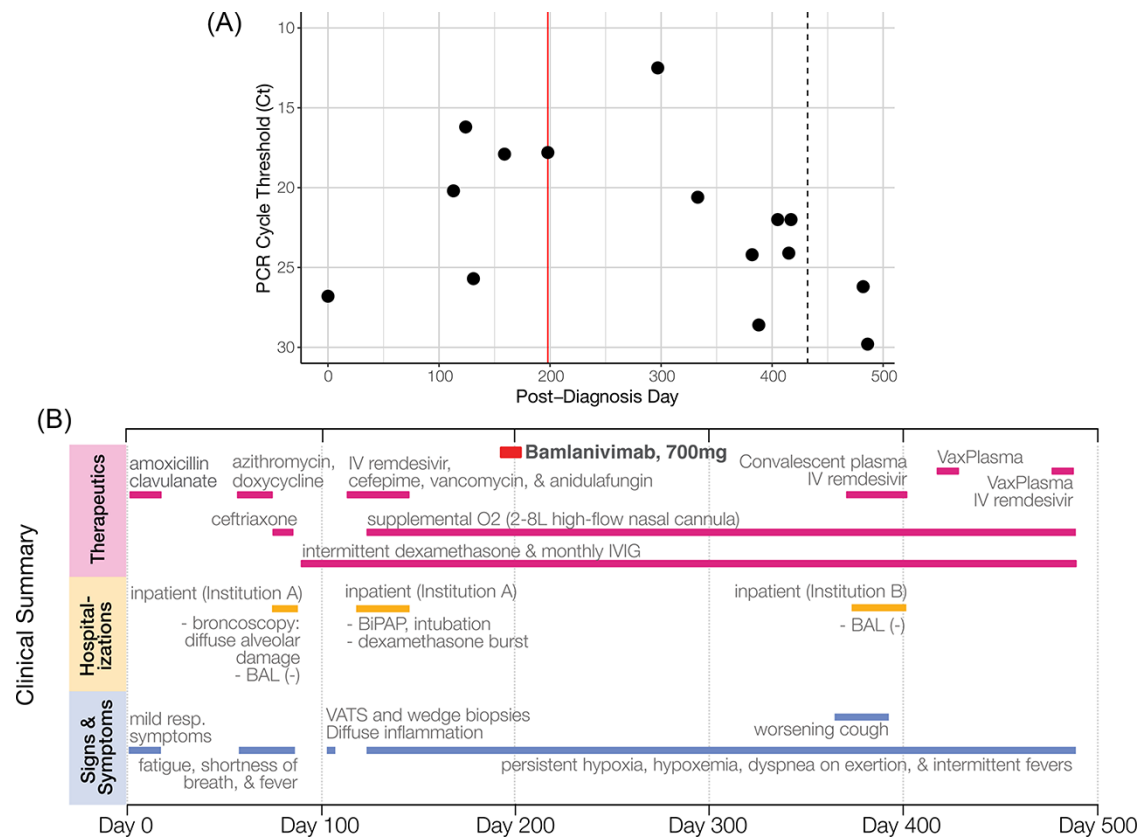 (A)
PCR Cycle Threshold (Ct)
10
15
20
25
30
0
100
200
300
400
500
Post–Diagnosis Day
(B)
Clinical Summary
Therapeutics
amoxicillin
clavulanate
azithromycin,
doxycycline
IV remdesivir,
cefepime, vancomycin, & anidulafungin
Bamlanivimab, 700mg
Convalescent plasma
IV remdesivir
VaxPlasma
VaxPlasma
IV remdesivir
ceftriaxone
supplemental O2 (2-8L high-flow nasal cannula)
intermittent dexamethasone & monthly IVIG
Hospital-
izations
inpatient (Institution A)
- broncoscopy:
diffuse alveolar
damage
- BAL (-)
inpatient (Institution A)
- BiPAP, intubation
- dexamethasone burst
inpatient (Institution B)
- BAL (-)
Signs &
Symptoms
mild resp.
symptoms
fatigue, shortness of
breath, & fever
VATS and wedge biopsies
Diffuse inflammation
worsening cough
persistent hypoxia, hypoxemia, dyspnea on exertion, & intermittent fevers
Day 0
Day 100
Day 200
Day 300
Day 400
Day 500